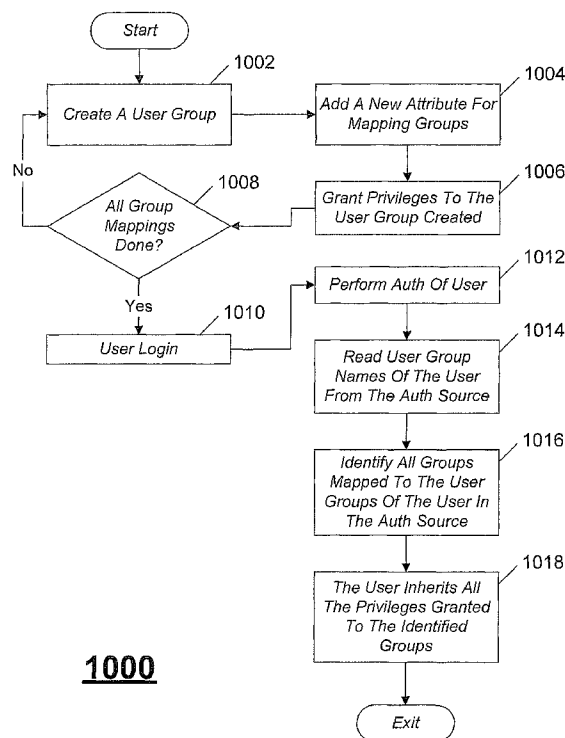 Start
1002
Create A User Group
1004
Add A New Attribute For
Mapping Groups
No
1008
All Group
Mappings
Done?
1006
Grant Privileges To The
User Group Created
Yes
1010
User Login
1012
Perform Auth Of User
1014
Read User Group
Names Of The User
From The Auth Source
1016
Identify All Groups
Mapped To The User
Groups Of The User In
The Auth Source
1018
The User Inherits All
The Privileges Granted
To The Identified
Groups
1000
Exit